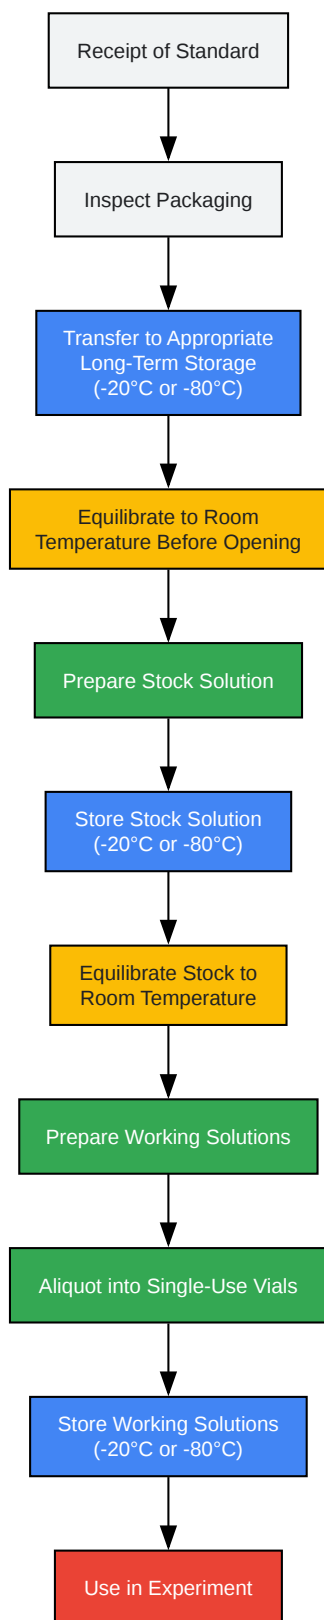 Receipt of Standard
Inspect Packaging
Transfer to Appropriate
Long-Term Storage
(-20°C or -80°C)
Equilibrate to Room
Temperature Before Opening
Prepare Stock Solution
Store Stock Solution
(-20°C or -80°C)
Equilibrate Stock to
Room Temperature
Prepare Working Solutions
Aliquot into Single-Use Vials
Store Working Solutions
(-20°C or -80°C)
Use in Experiment